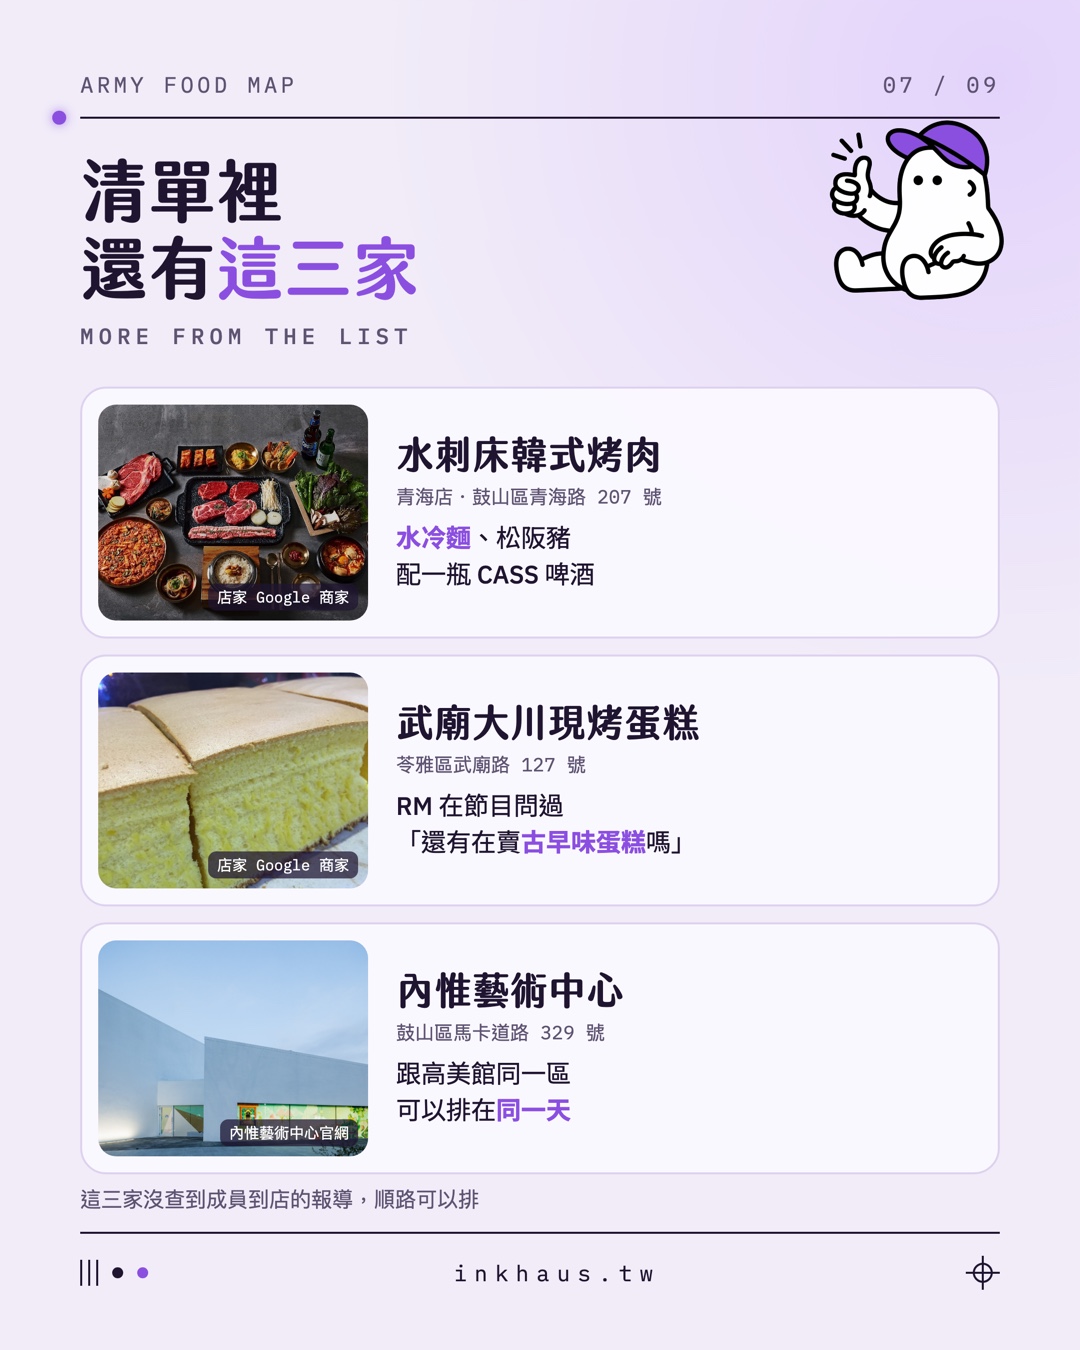 ARMY FOOD MAP
07 / 09
清單裡
還有這三家
MORE FROM THE LIST
水刺床韓式烤肉
青海店・鼓山區青海路 207 號
水冷麵、松阪豬
配一瓶 CASS 啤酒
店家 Google 商家
武廟大川現烤蛋糕
苓雅區武廟路 127 號
RM 在節目問過
「還有在賣古早味蛋糕嗎」
店家 Google 商家
內惟藝術中心
鼓山區馬卡道路 329 號
跟高美館同一區
可以排在同一天
內惟藝術中心官網
這三家沒查到成員到店的報導，順路可以排
inkhaus.tw